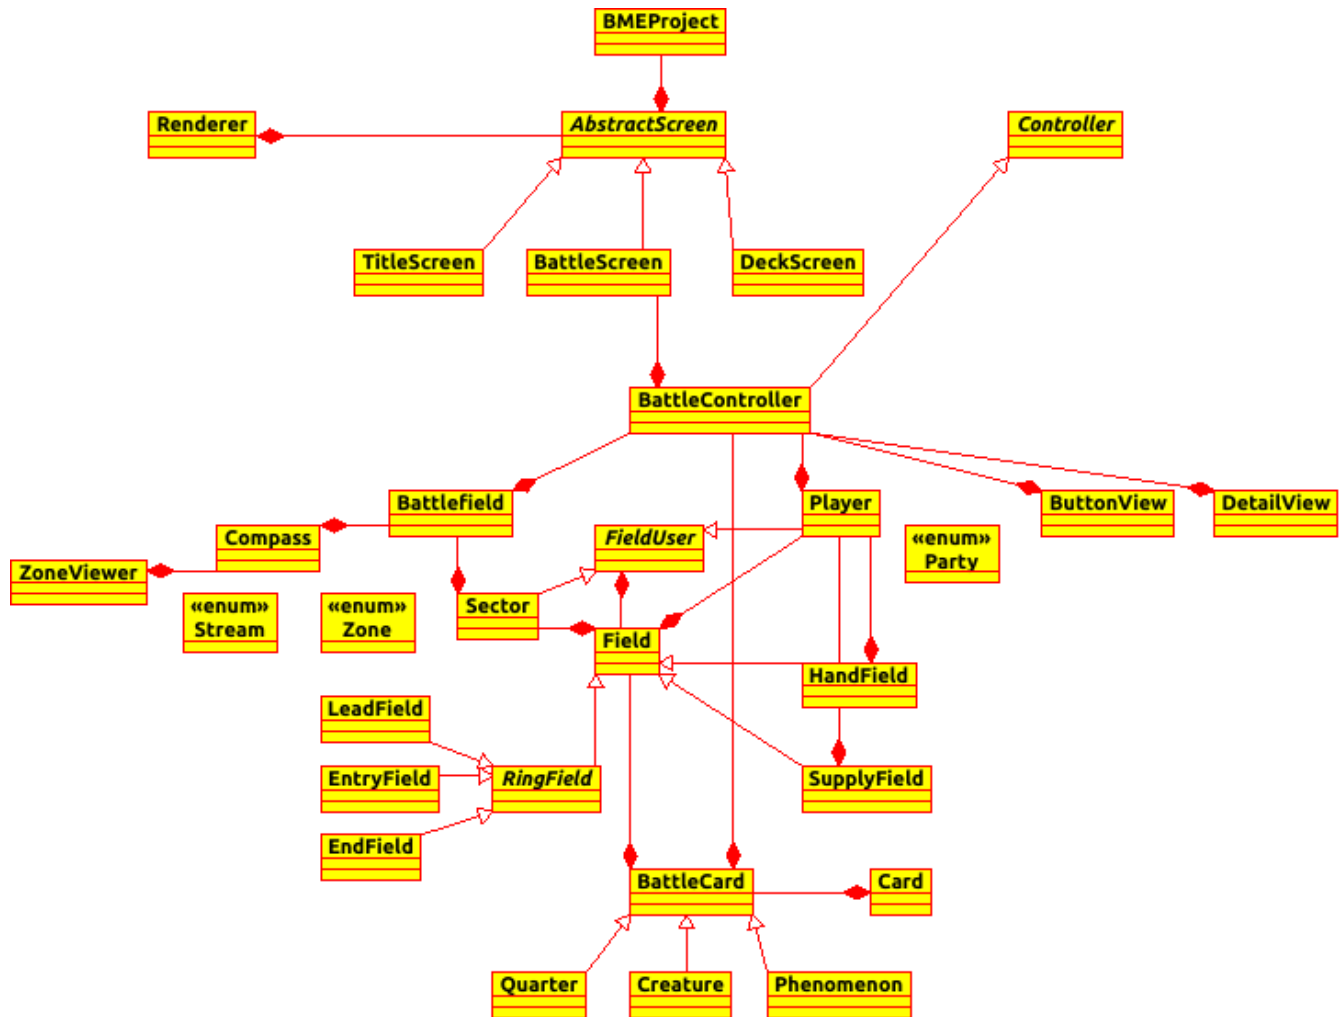 BMEProject
Renderer
AbstractScreen
Controller
TitleScreen
BattleScreen
DeckScreen
BattleController
Battlefield
Player
ButtonView
DetailView
Compass
FieldUser
«enum»
Party
ZoneViewer
«enum»
Stream
«enum»
Zone
Sector
Field
HandField
LeadField
EntryField
RingField
SupplyField
EndField
BattleCard
Card
Quarter
Creature
Phenomenon